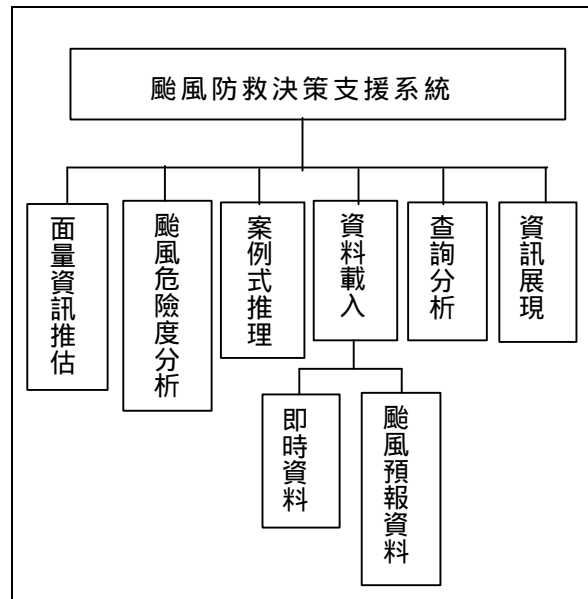 颱風防救決策支援系統
面量資訊推估
颱風危險度分析
案例式推理
資料載入
查詢分析
資訊展現
即時資料
颱風預報資料